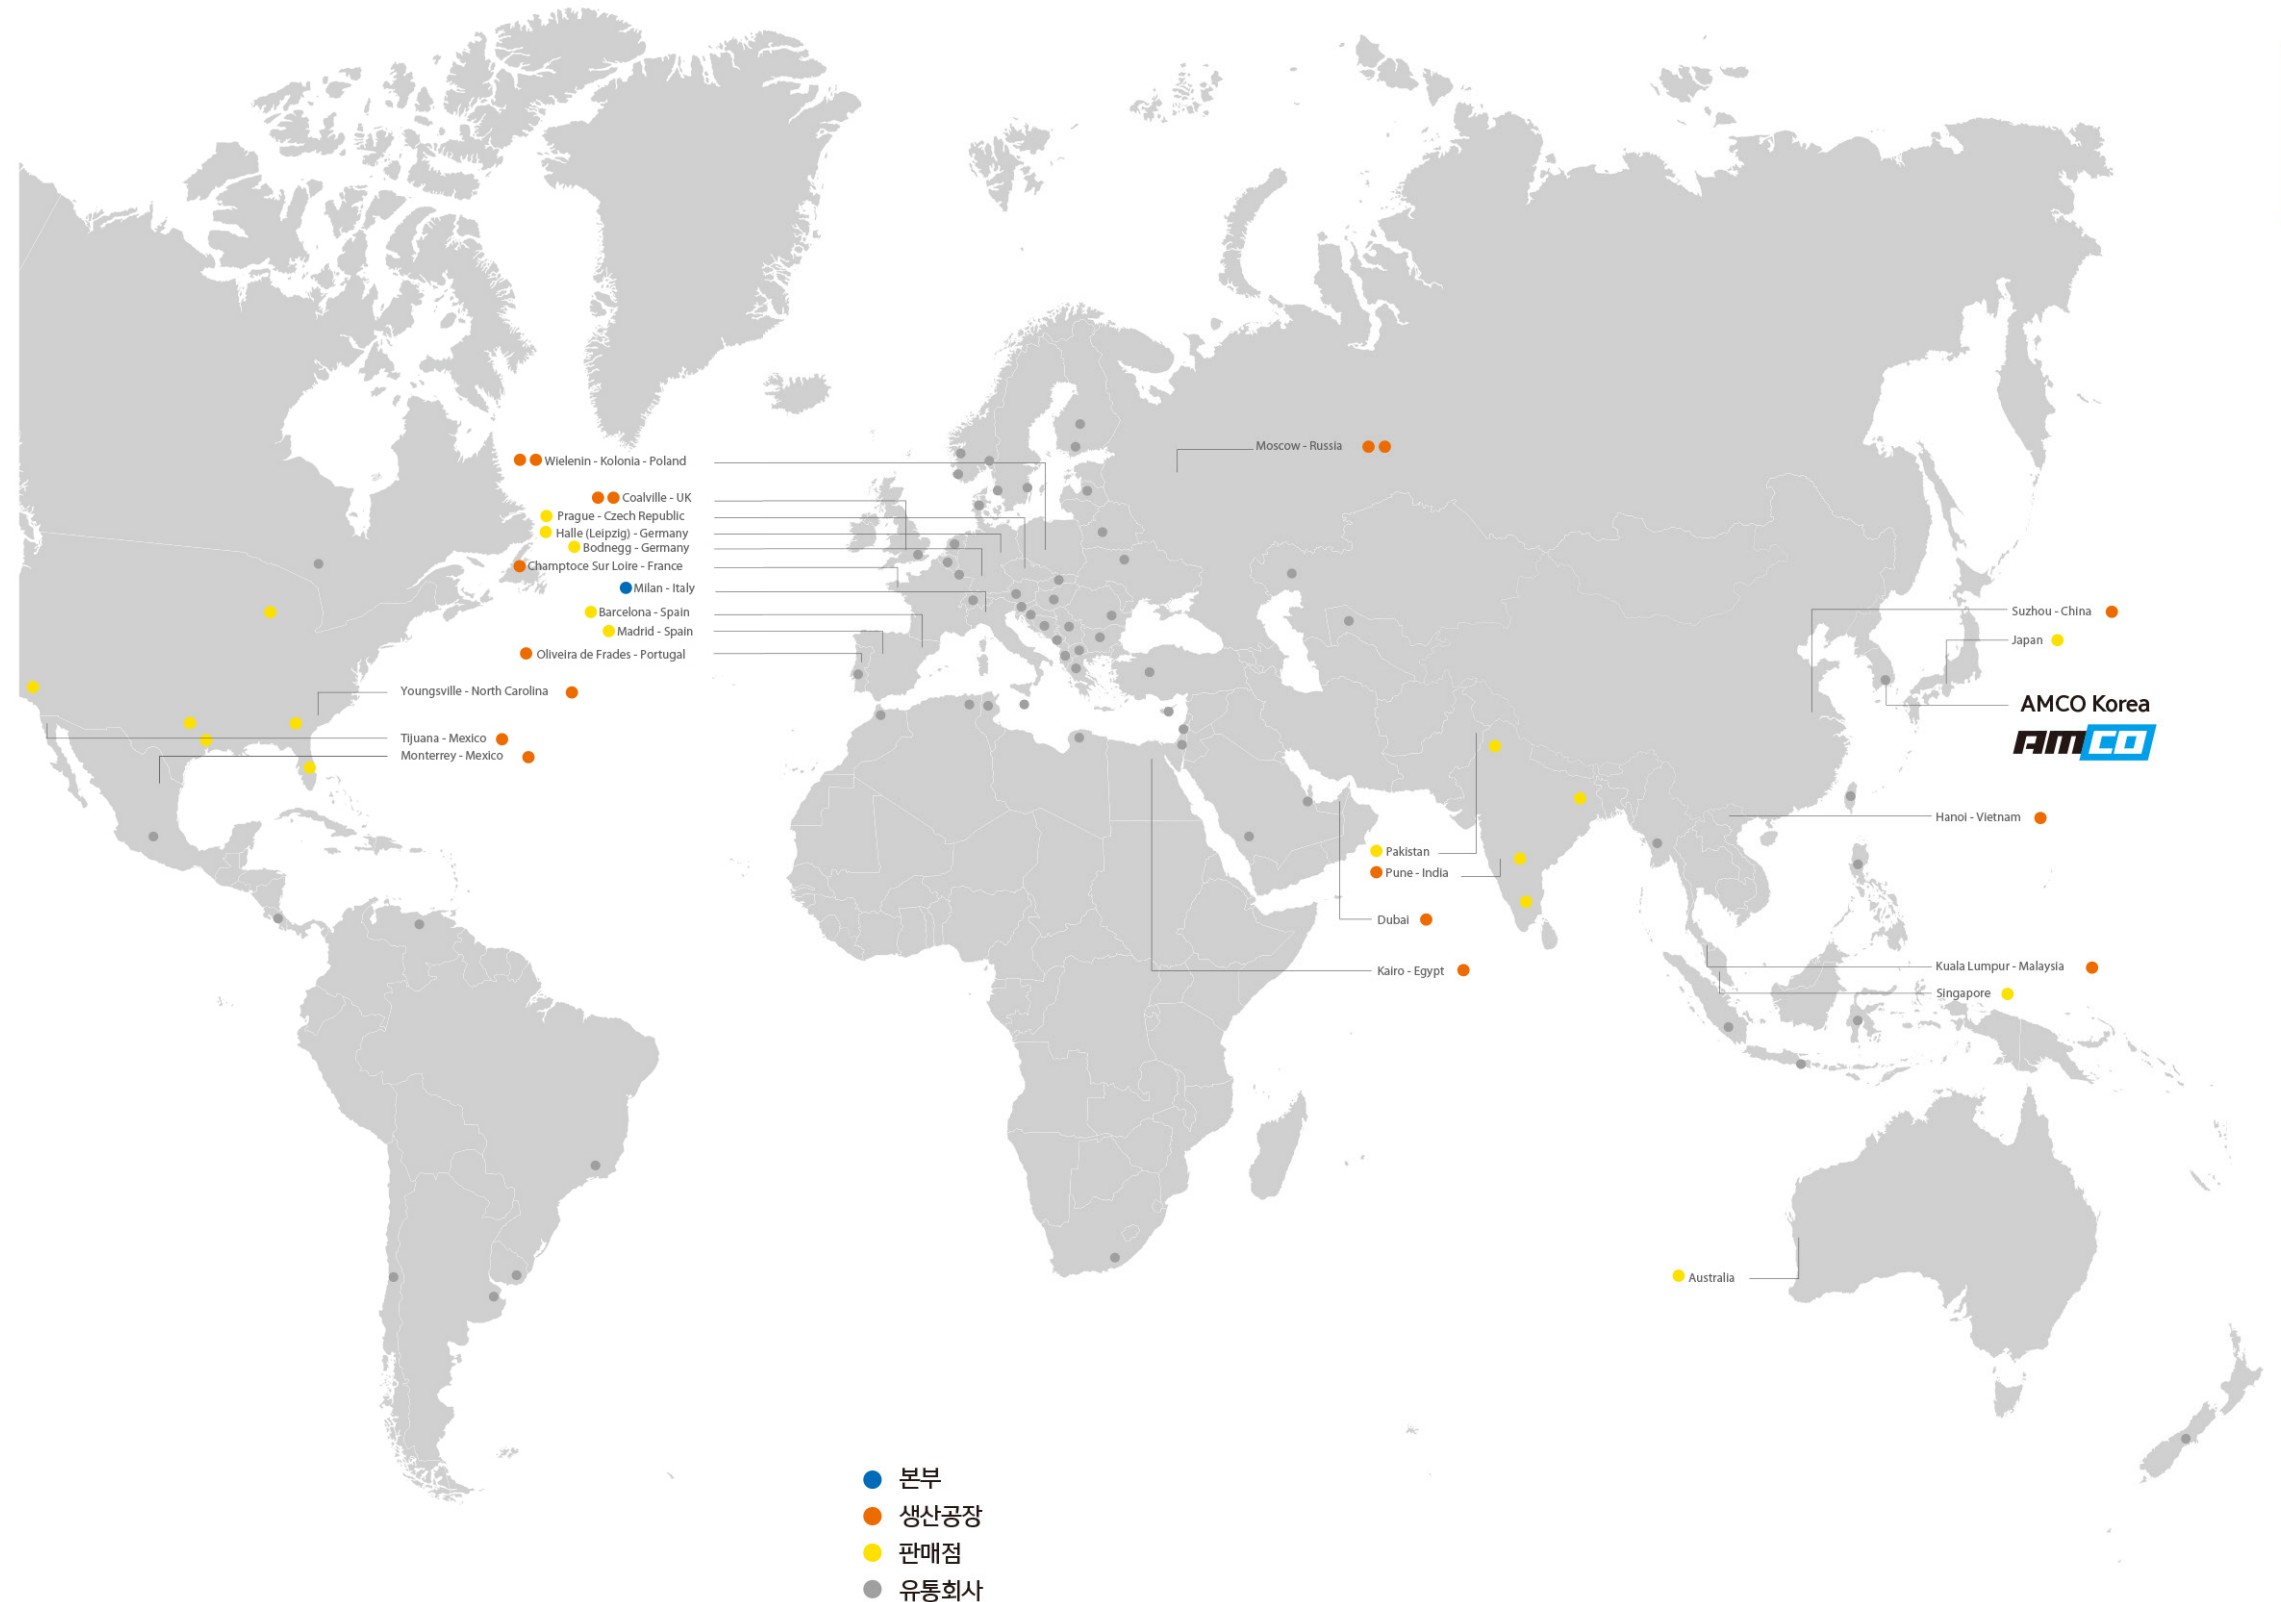 Wielenin - Kolonia - Poland
Coalville - UK
Prague - Czech Republic
Halle (Leipzig) - Germany
Bodnegg - Germany
Champtoce Sur Loire - France
Milan - Italy
Barcelona - Spain
Madrid - Spain
Oliveira de Frades - Portugal
Youngsville - North Carolina
Tijuana - Mexico
Monterrey - Mexico
Moscow - Russia
Pakistan
Pune - India
Dubai
Kairo - Egypt
Suzhou - China
Japan
AMCO Korea
AMCO
Hanoi - Vietnam
Kuala Lumpur - Malaysia
Singapore
Australia
본부
생산공장
판매점
유통회사